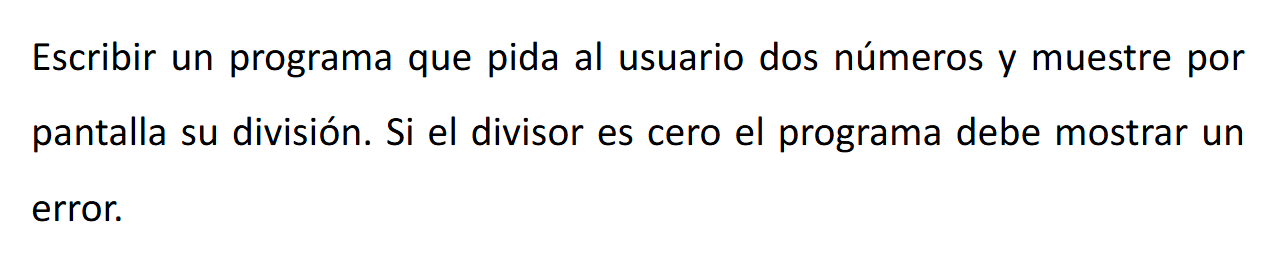 Escribir un programa que pida al usuario dos números y muestre por
pantalla su división. Si el divisor es cero el programa debe mostrar un
error.